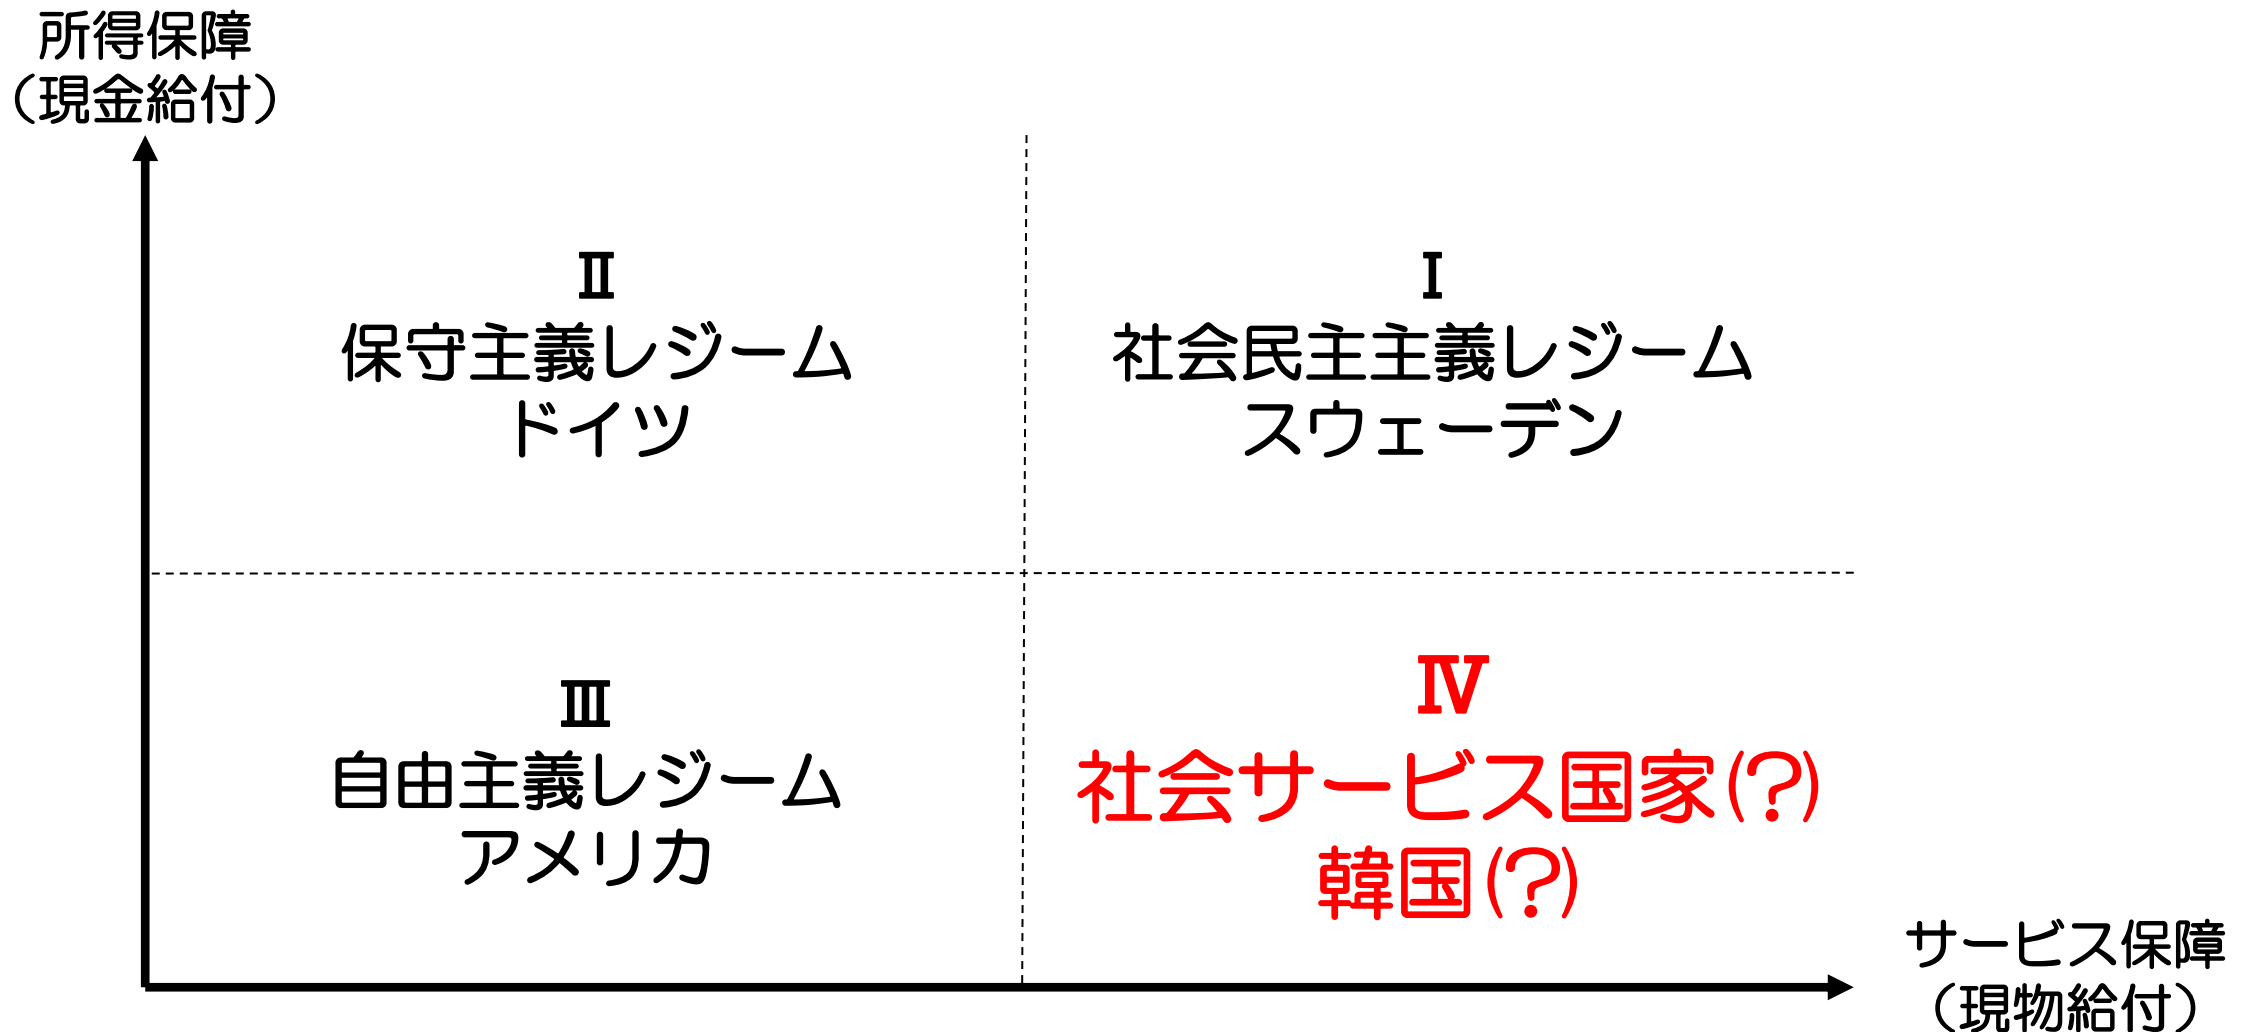 所得保障
（現金給付）
Ⅱ
保守主義レジーム
ドイツ
Ⅰ
社会民主主義レジーム
スウェーデン
Ⅲ
自由主義レジーム
アメリカ
Ⅳ
社会サービス国家(？)
韓国(？)
サービス保障
（現物給付）